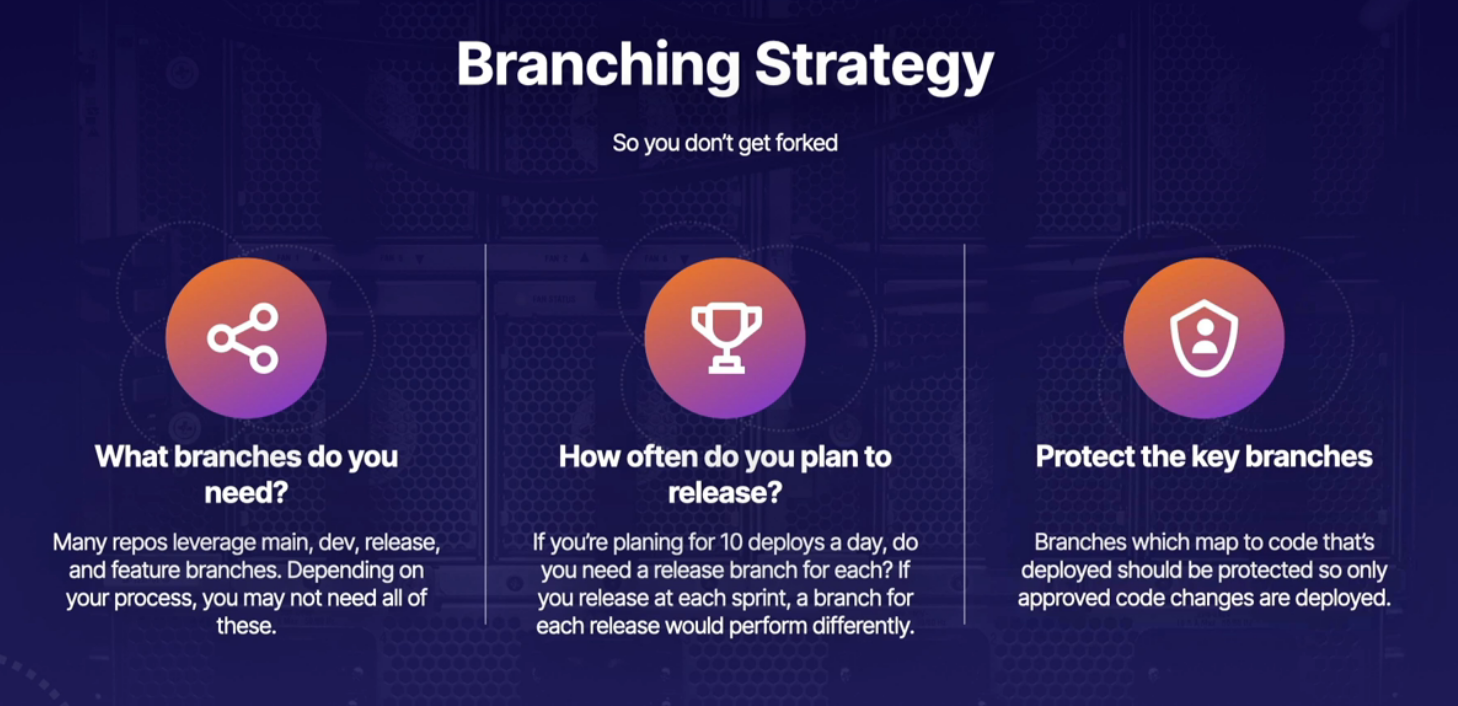 Branching Strategy
So you don't get forked
What branches do you
need?
Many repos leverage main, dev, release,
and feature branches. Depending on
your process, you may not need all of
these.
How often do you plan to
release?
If you're planing for 10 deploys a day, do
you need a release branch for each? If
you release at each sprint, a branch for
each release would perform differently.
Protect the key branches
Branches which map to code that's
deployed should be protected so only
approved code changes are deployed.